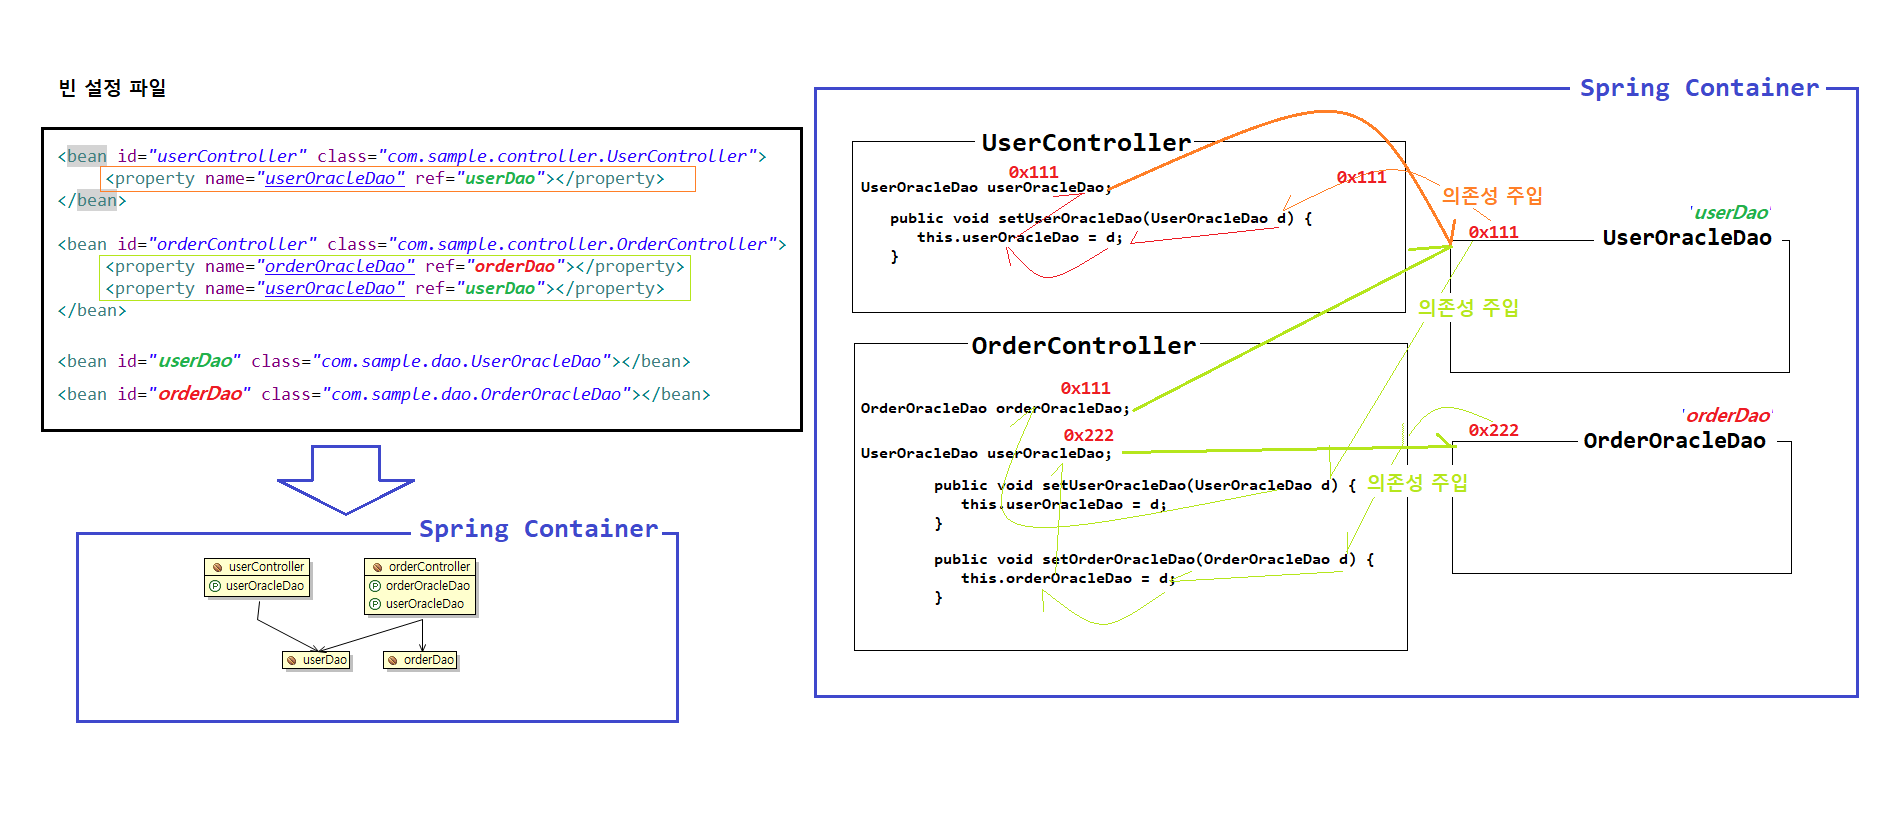 빈 설정 파일
<bean id="userController" class="com.sample.controller.UserController">
<property name="userOracleDao" ref="userDao"></property>
</bean>
<bean id="orderController" class="com.sample.controller.OrderController">
<property name="orderOracleDao" ref="orderDao"></property>
<property name="userOracleDao" ref="userDao"></property>
</bean>
<bean id="userDao" class="com.sample.dao.UserOracleDao"></bean>
<bean id="orderDao" class="com.sample.dao.OrderOracleDao"></bean>
Spring Container
userController
userOracleDao
orderController
orderOracleDao
userOracleDao
userDao
orderDao
Spring Container
UserController
0x111
0x111
UserOracleDao userOracleDao;
public void setUserOracleDao(UserOracleDao d) {
this.userOracleDao = d;
}
의존성 주입
'userDao'
0x111
UserOracleDao
의존성 주입
OrderController
0x111
OrderOracleDao orderOracleDao;
0x222
UserOracleDao userOracleDao;
public void setUserOracleDao(UserOracleDao d) {
this.userOracleDao = d;
}
public void setOrderOracleDao(OrderOracleDao d) {
this.orderOracleDao = d;
}
의존성 주입
'orderDao'
0x222
OrderOracleDao